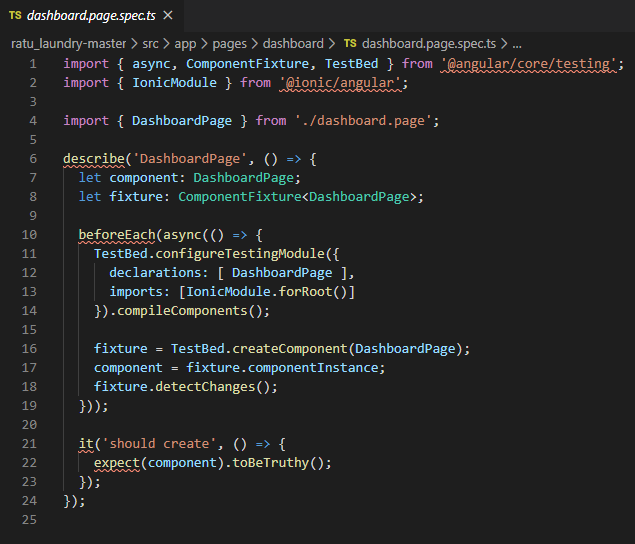 TS dashboard.page.spec.ts ×
ratu_laundry-master > src > app > pages > dashboard > TS dashboard.page.spec.ts > ...
1 import { async, ComponentFixture, TestBed } from '@angular/core/testing';
2 import { IonicModule } from '@ionic/angular';
3
4 import { DashboardPage } from './dashboard.page';
5
6 describe('DashboardPage', () => {
7   let component: DashboardPage;
8   let fixture: ComponentFixture<DashboardPage>;
9
10   beforeEach(async(() => {
11     TestBed.configureTestingModule({
12       declarations: [ DashboardPage ],
13       imports: [IonicModule.forRoot()]
14     }).compileComponents();
15
16     fixture = TestBed.createComponent(DashboardPage);
17     component = fixture.componentInstance;
18     fixture.detectChanges();
19   }));
20
21   it('should create', () => {
22     expect(component).toBeTruthy();
23   });
24 });
25